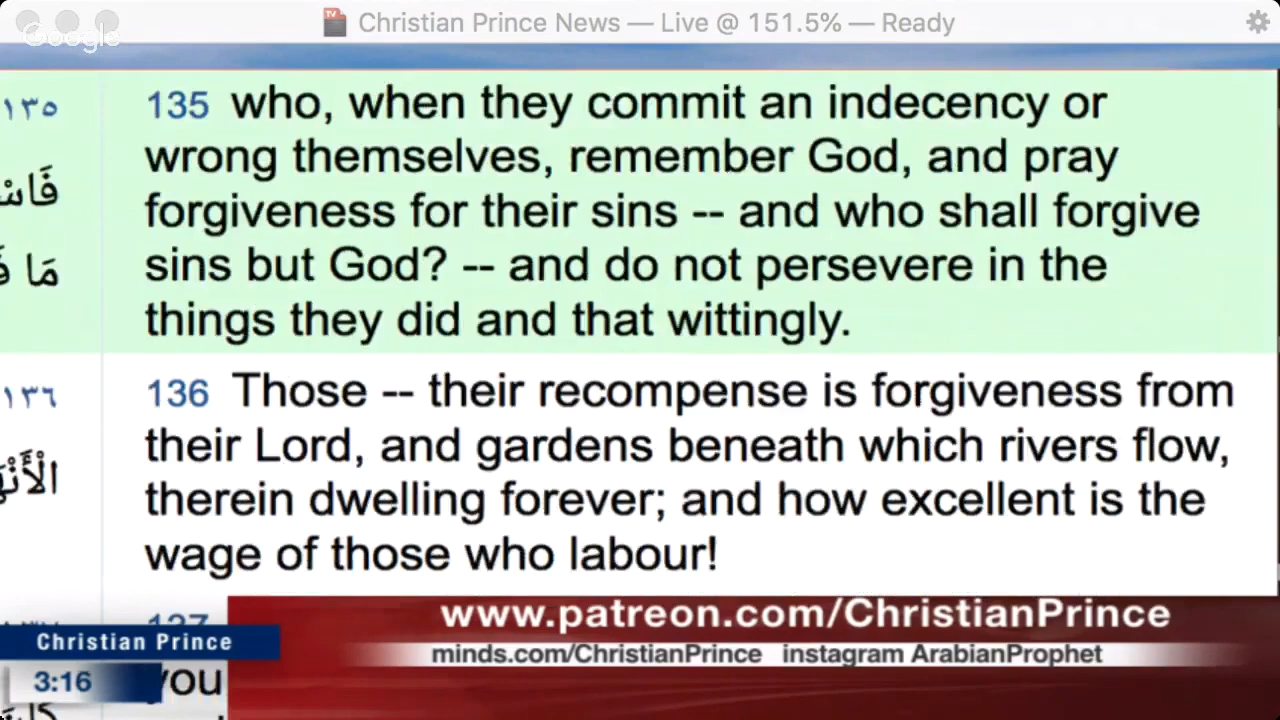 Christian Prince News — Live @ 151.5% — Ready
Google
١٣٥
135 who, when they commit an indecency or
wrong themselves, remember God, and pray
forgiveness for their sins -- and who shall forgive
sins but God? -- and do not persevere in the
things they did and that wittingly.
مَا
١٣٦
136 Those -- their recompense is forgiveness from
their Lord, and gardens beneath which rivers flow,
therein dwelling forever; and how excellent is the
wage of those who labour!
137
you
www.patreon.com/ChristianPrince
minds.com/ChristianPrince instagram ArabianProphet
Christian Prince
3:16